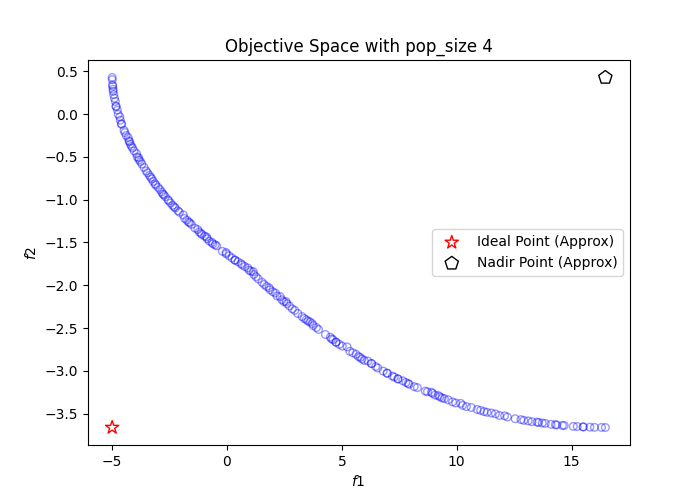 Objective Space with pop_size 4
0.5
0.0
−0.5
−1.0
−1.5
−2.0
−2.5
−3.0
−3.5
f2
Ideal Point (Approx)
Nadir Point (Approx)
−5
0
5
10
15
f1